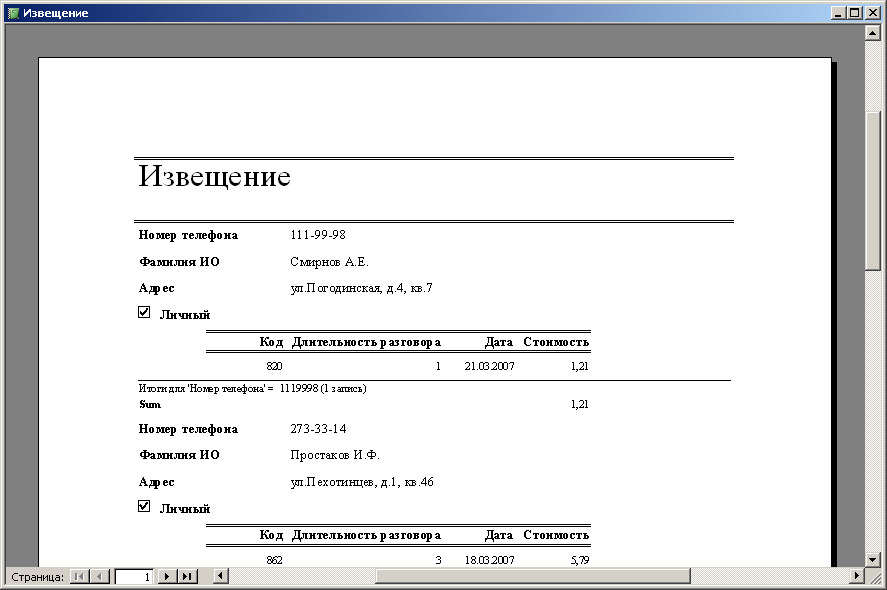 Извещение
Извещение
Номер телефона 111-99-98
Фамилия ИО Смирнов А.Е.
Адрес ул.Погодинская, д.4, кв.7
Личный
Код Длительность разговора Дата Стоимость
820 1 21.03.2007 1,21
Итоги для 'Номер телефона' = 1119998 (1 запись)
Sum 1,21
Номер телефона 273-33-14
Фамилия ИО Простаков И.Ф.
Адрес ул.Пехотинцев, д.1, кв.46
Личный
Код Длительность разговора Дата Стоимость
862 3 18.03.2007 5,79
Страница: 1